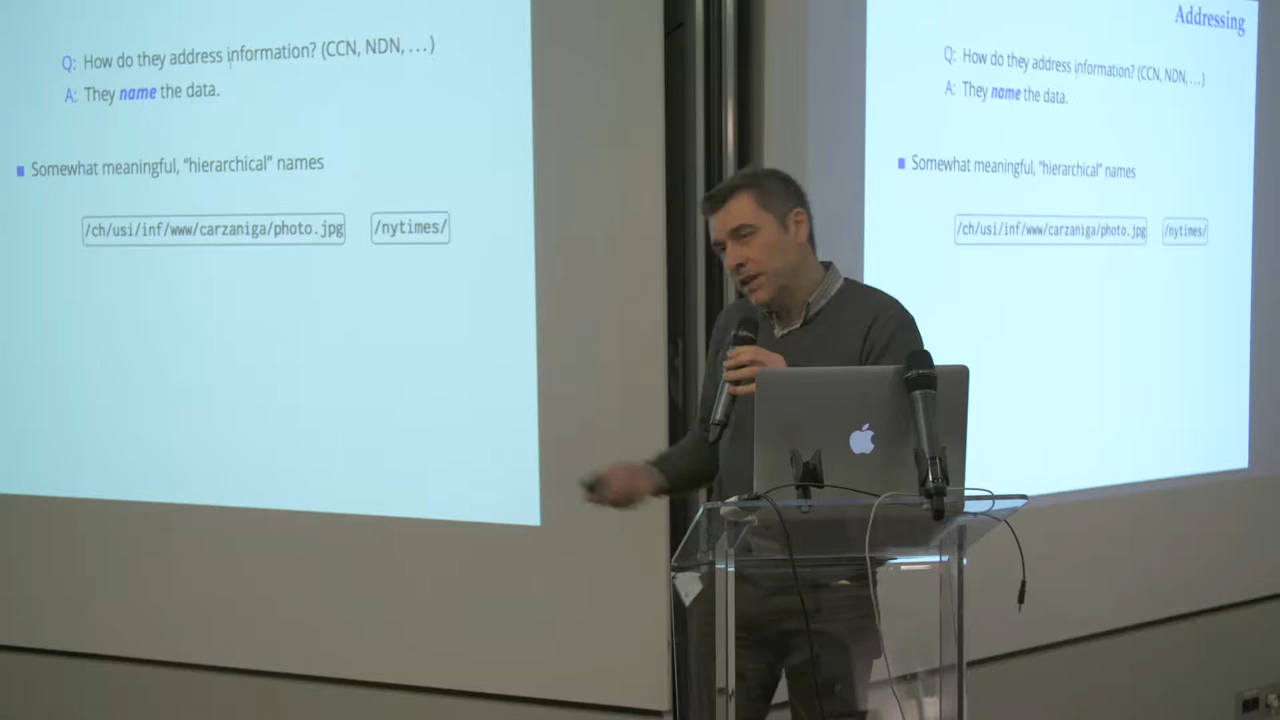 Q: How do they address information? (CCN, NDN, ...)
A: They name the data.
Somewhat meaningful, “hierarchical” names
/ch/usi/inf/www/carzaniga/photo.jpg /nytimes/
Addressing
Q: How do they address information? (CCN, NDN, ...)
A: They name the data.
Somewhat meaningful, “hierarchical” names
/ch/usi/inf/www/carzaniga/photo.jpg /nytimes/